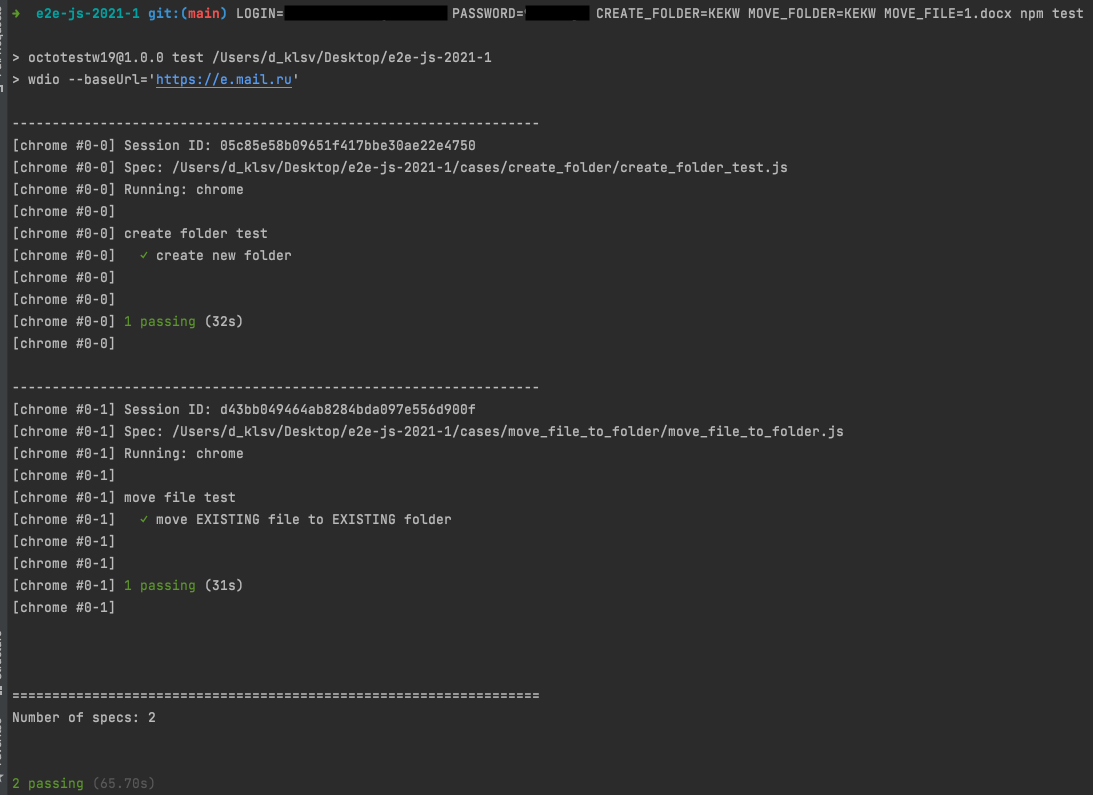 → e2e-js-2021-1 git:(main) LOGIN= PASSWORD= CREATE_FOLDER=KEKW MOVE_FOLDER=KEKW MOVE_FILE=1.docx npm test
> octotestw19@1.0.0 test /Users/d_klsv/Desktop/e2e-js-2021-1
> wdio --baseUrl='https://e.mail.ru'
------------------------------------------------------------------
[chrome #0-0] Session ID: 05c85e58b09651f417bbe30ae22e4750
[chrome #0-0] Spec: /Users/d_klsv/Desktop/e2e-js-2021-1/cases/create_folder/create_folder_test.js
[chrome #0-0] Running: chrome
[chrome #0-0]
[chrome #0-0] create folder test
[chrome #0-0] ✓ create new folder
[chrome #0-0]
[chrome #0-0]
[chrome #0-0] 1 passing (32s)
[chrome #0-0]
------------------------------------------------------------------
[chrome #0-1] Session ID: d43bb049464ab8284bda097e556d900f
[chrome #0-1] Spec: /Users/d_klsv/Desktop/e2e-js-2021-1/cases/move_file_to_folder/move_file_to_folder.js
[chrome #0-1] Running: chrome
[chrome #0-1]
[chrome #0-1] move file test
[chrome #0-1] ✓ move EXISTING file to EXISTING folder
[chrome #0-1]
[chrome #0-1]
[chrome #0-1] 1 passing (31s)
[chrome #0-1]
==================================================================
Number of specs: 2
2 passing (65.70s)